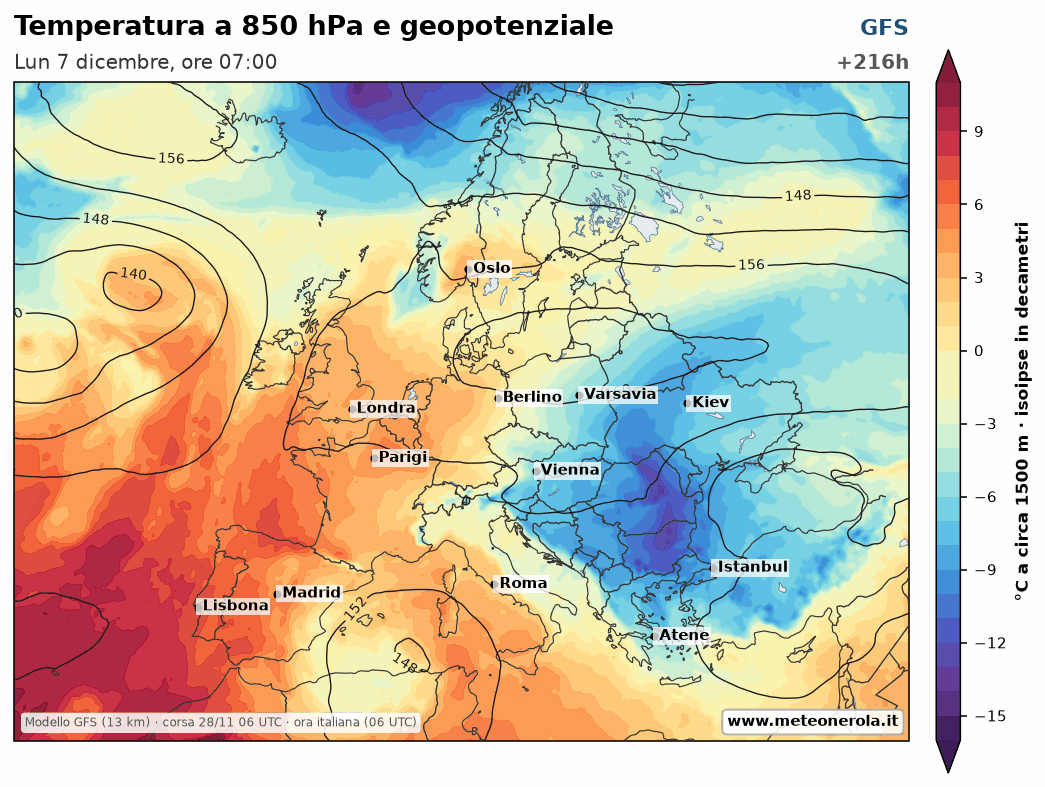 Temperatura a 850 hPa e geopotenziale
GFS
Lun 7 dicembre, ore 07:00
+216h
156
148
148
140
156
0
Oslo
Londra
Berlino
Varsavia
Kiev
Parigi
Vienna
Istanbul
Roma
Madrid
Lisbona
Atene
152
148
9
6
3
0
−3
−6
−9
−12
−15
°C a circa 1500 m · isoipse in decametri
Modello GFS (13 km) · corsa 28/11 06 UTC · ora italiana (06 UTC)
www.meteonerola.it